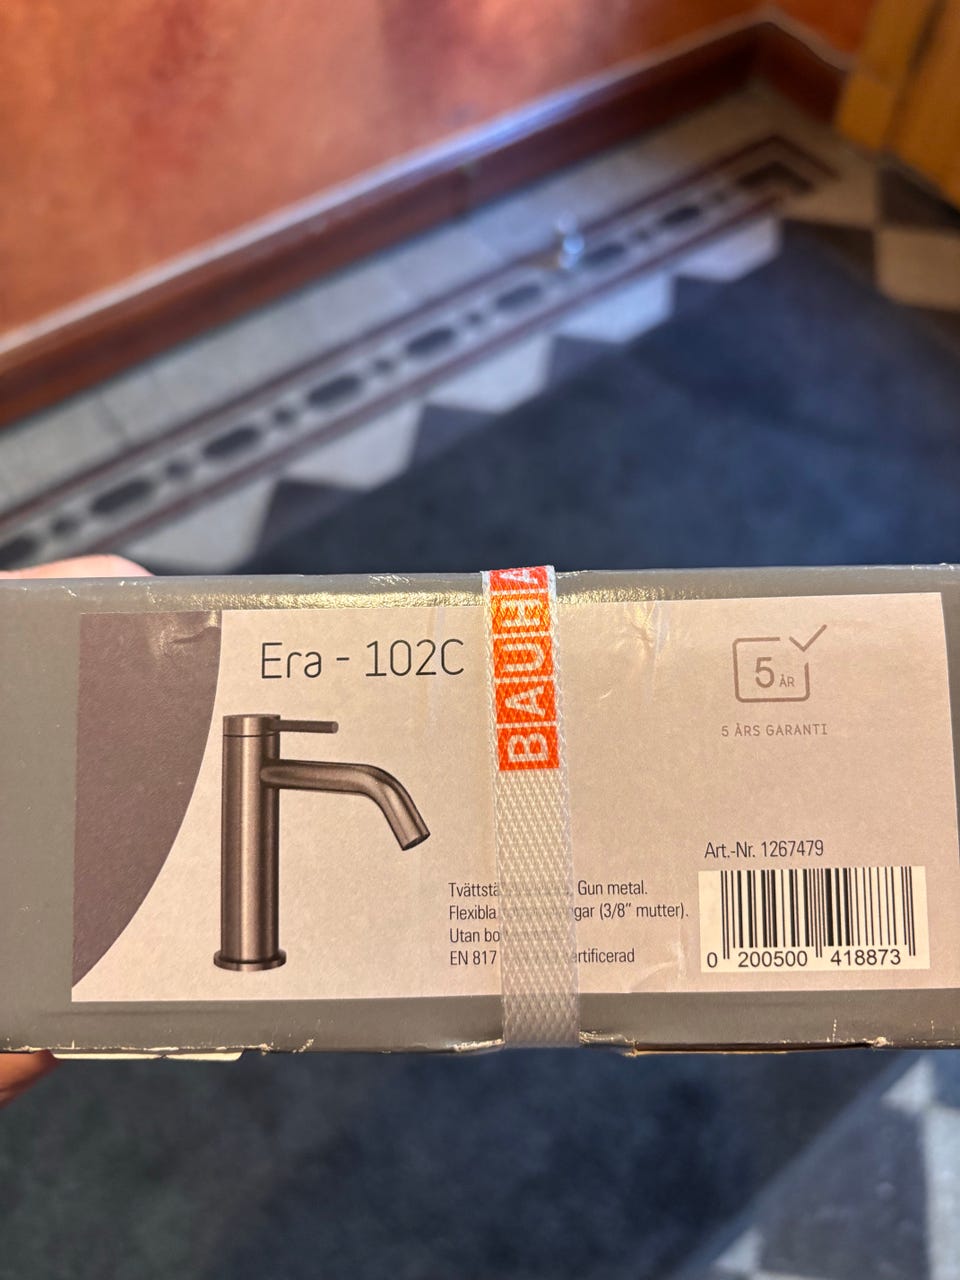 Era - 102C
BAUHA
5 ÅR
5 ÅRS GARANTI
Art.-Nr. 1267479
Gun metal.
Flexibla (3/8” mutter).
Utan
EN 817
0 200500 418873